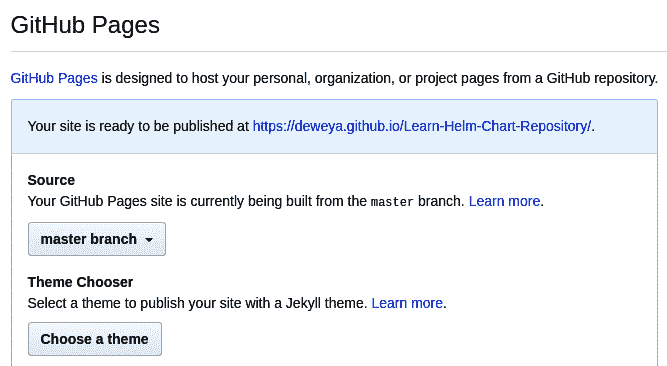 GitHub Pages
GitHub Pages is designed to host your personal, organization, or project pages from a GitHub repository.
Your site is ready to be published at https://deweya.github.io/Learn-Helm-Chart-Repository/.
Source
Your GitHub Pages site is currently being built from the master branch. Learn more.
master branch
Theme Chooser
Select a theme to publish your site with a Jekyll theme. Learn more.
Choose a theme